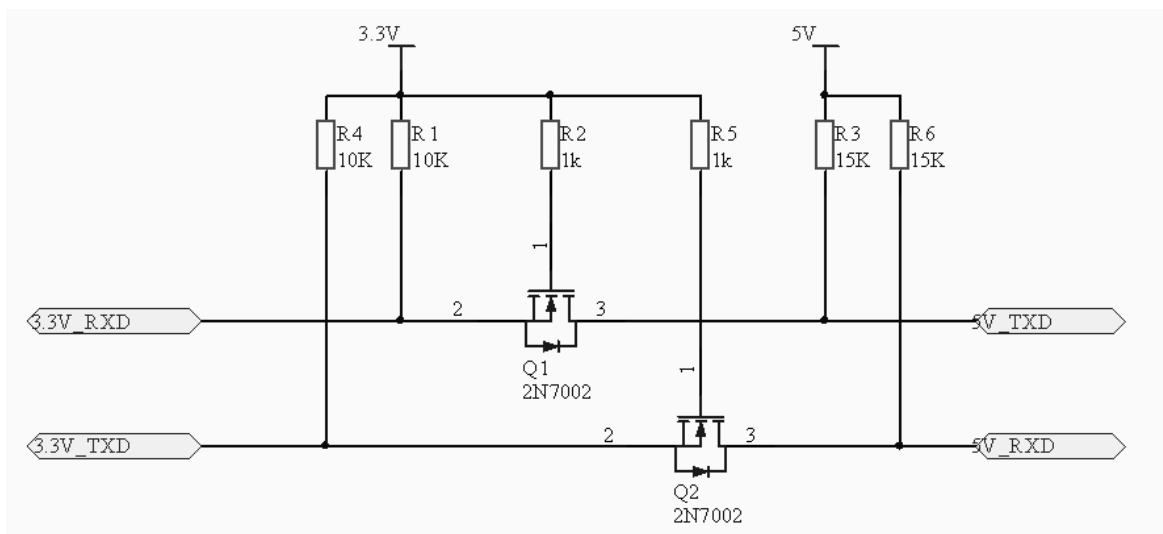 3.3V 5V
R4 R1 R2 R5 R3 R6
10K 10K 1k 1k 15K 15K
1
3.3V_RXD 2 3 5V_TXD
Q1 1
2N7002
3.3V_TXD 2 3 5V_RXD
Q2
2N7002